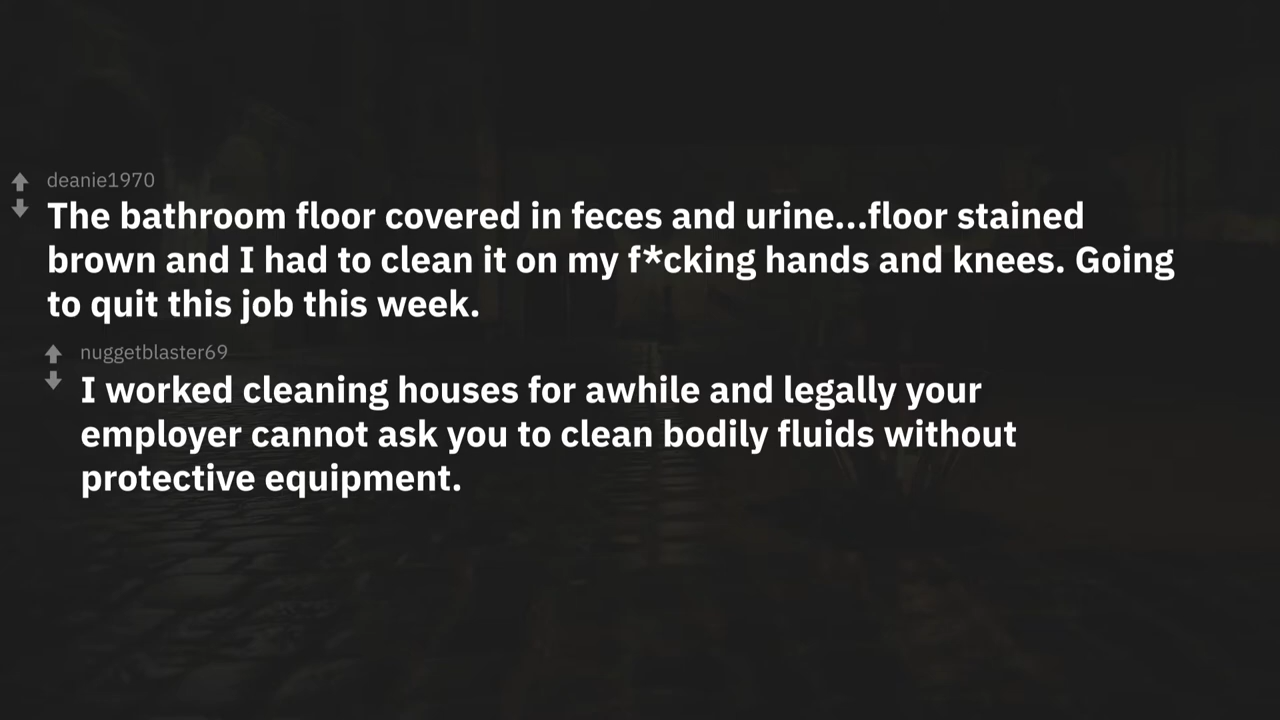 deanie1970
The bathroom floor covered in feces and urine...floor stained
brown and I had to clean it on my f*cking hands and knees. Going
to quit this job this week.
nuggetblaster69
I worked cleaning houses for awhile and legally your
employer cannot ask you to clean bodily fluids without
protective equipment.